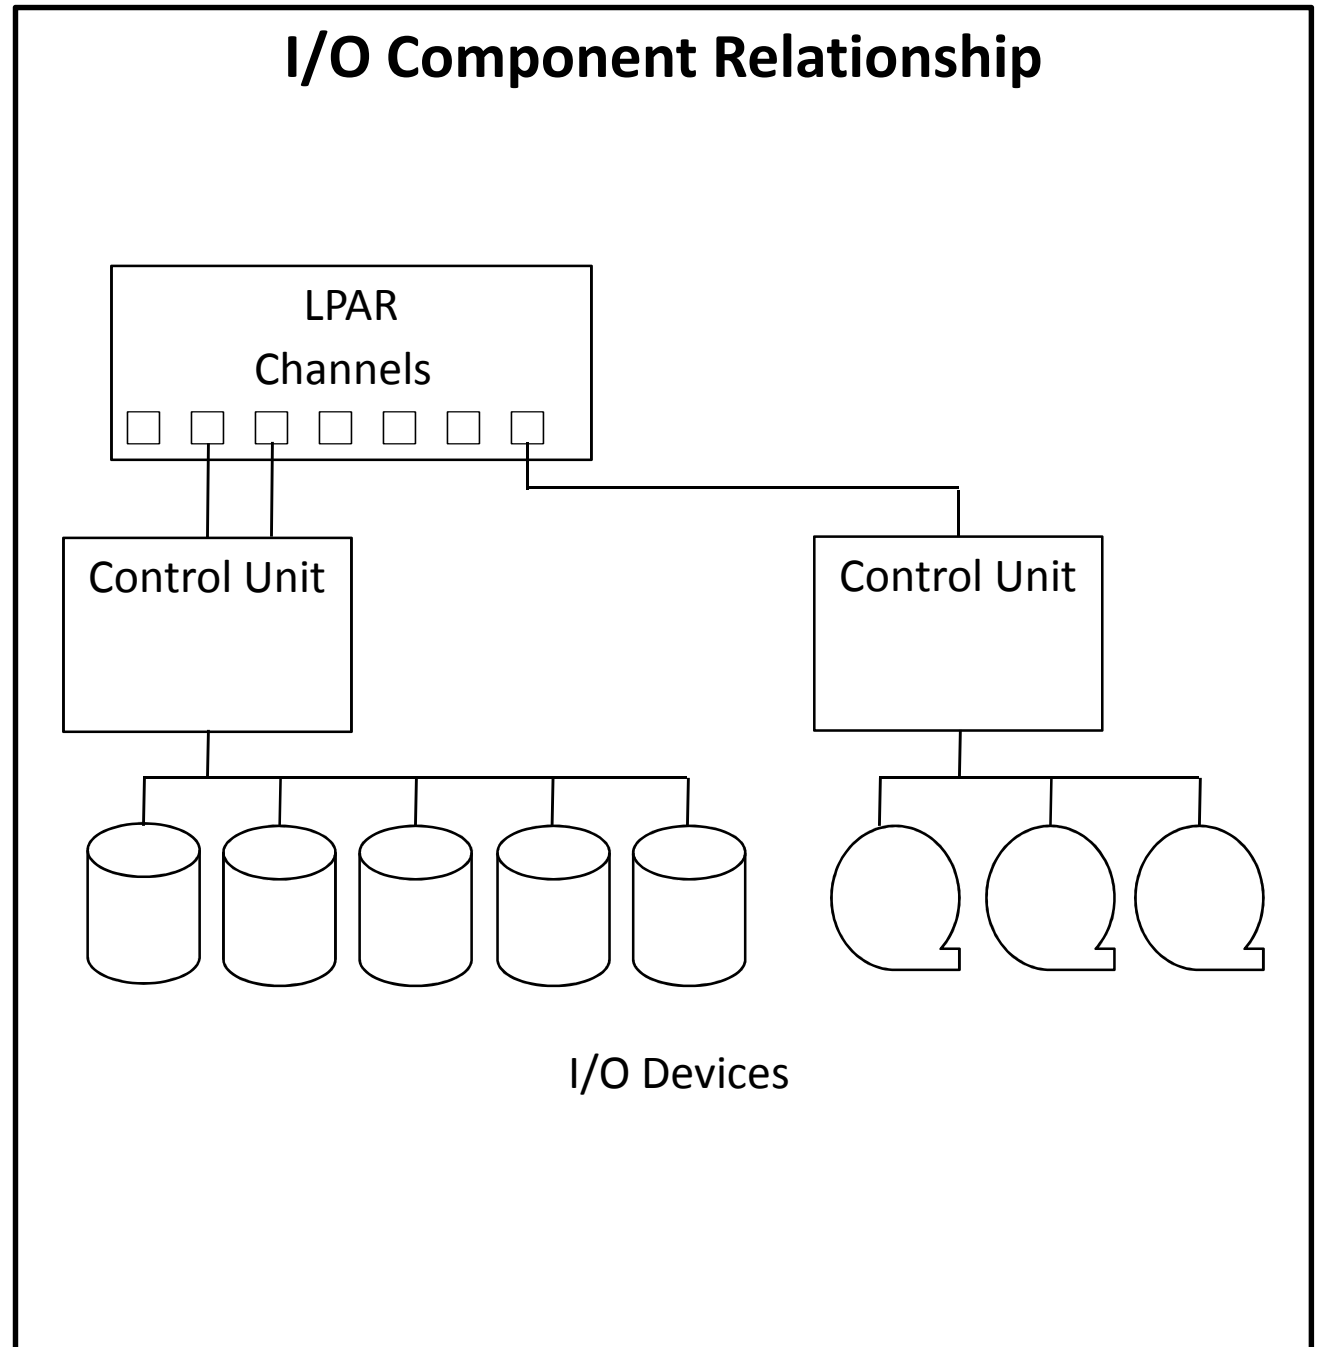 I/O Component Relationship
LPAR
Channels
Control Unit
Control Unit
I/O Devices